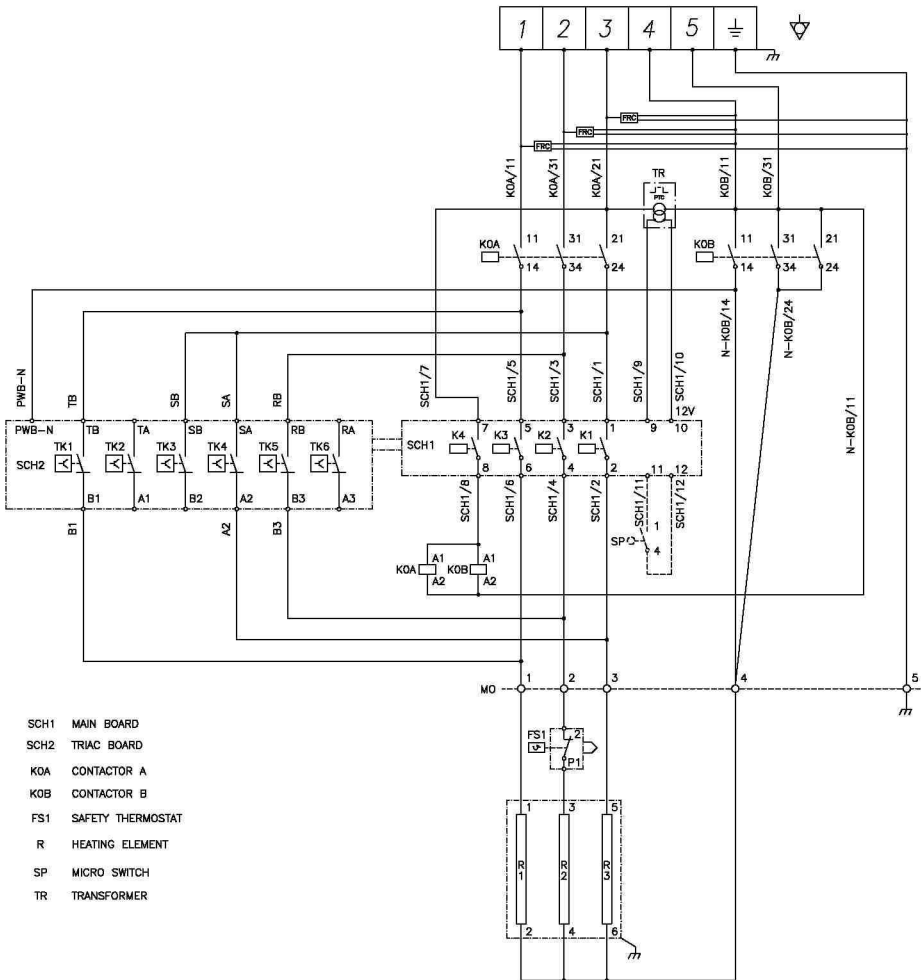 1 2 3 4 5
FRC
FRC
FRC
K0A/11 K0A/31 K0A/21 TR K0B/11 K0B/31
PTC
K0A 11 31 21 K0B 11 31 21
14 34 24 14 34 24
N-K0B/14 N-K0B/24
PWB-N TB SB SA RB SCH1/7 SCH1/5 SCH1/3 SCH1/1 SCH1/9 SCH1/10
N-K0B/11
12V
PWB-N TB TA SB SA RB RA 7 5 3 1 9 10
TK1 TK2 TK3 TK4 TK5 TK6 K4 K3 K2 K1
SCH2 SCH1
B1 A1 B2 A2 B3 A3 8 6 4 2 11 12
B1 A2 B3 SCH1/8 SCH1/6 SCH1/4 SCH1/2 SCH1/11 SCH1/12
1
SP 4
K0A A1 K0B A1
A2 A2
MO 1 2 3 4 5
FS1 2
P1
1 3 5
R1 R2 R3
2 4 6
SCH1 MAIN BOARD
SCH2 TRIAC BOARD
K0A CONTACTOR A
K0B CONTACTOR B
FS1 SAFETY THERMOSTAT
R HEATING ELEMENT
SP MICRO SWITCH
TR TRANSFORMER